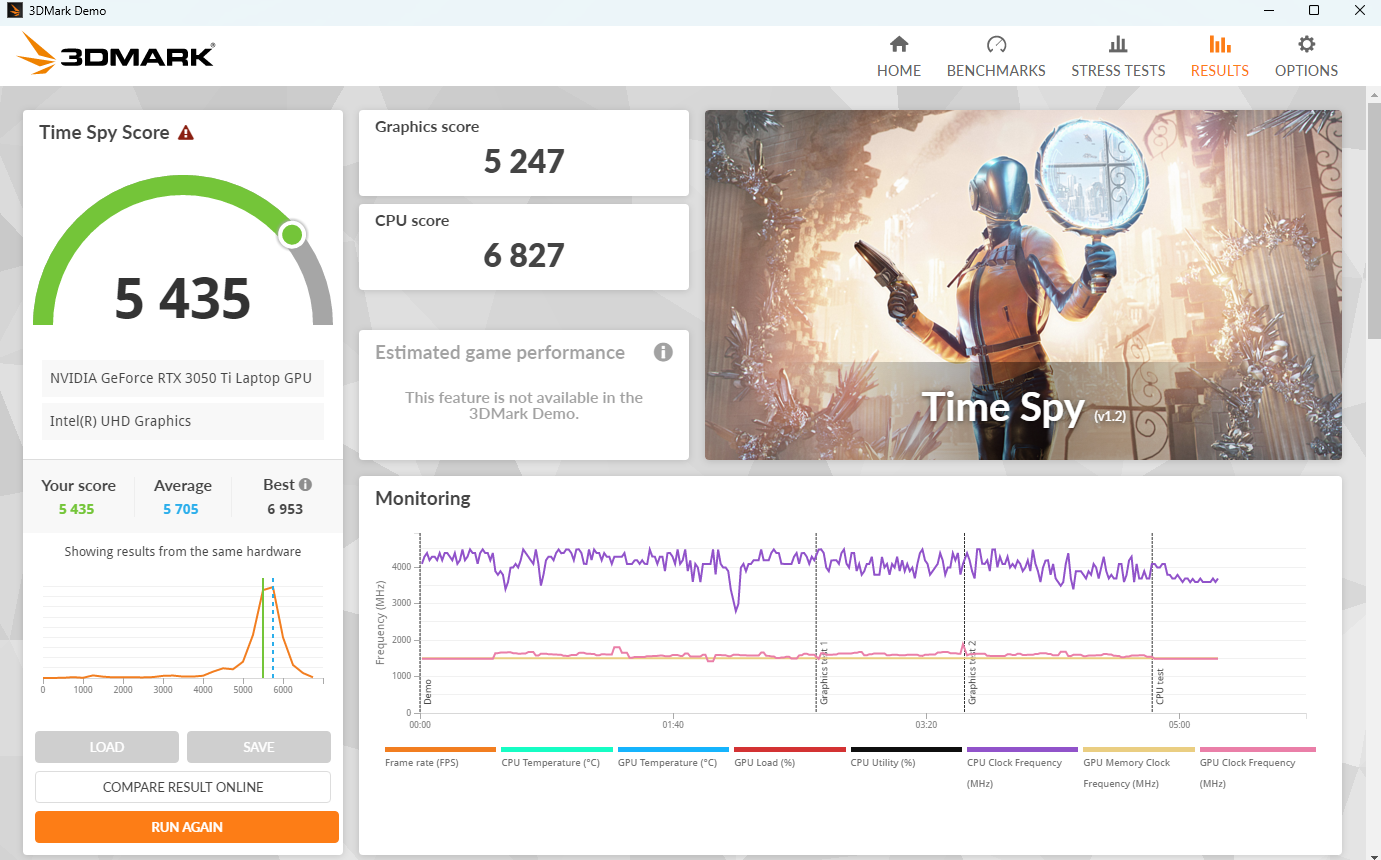 3DMark Demo
3DMARK®
HOME
BENCHMARKS
STRESS TESTS
RESULTS
OPTIONS
Time Spy Score
5 435
NVIDIA GeForce RTX 3050 Ti Laptop GPU
Intel(R) UHD Graphics
Your score
5 435
Average
5 705
Best
6 953
Showing results from the same hardware
0 1000 2000 3000 4000 5000 6000
LOAD
SAVE
COMPARE RESULT ONLINE
RUN AGAIN
Graphics score
5 247
CPU score
6 827
Estimated game performance
This feature is not available in the
3DMark Demo.
Time Spy (v1.2)
Monitoring
Frequency (MHz)
4000
3000
2000
1000
0
Demo
Graphics test 1
Graphics test 2
CPU test
00:00 01:40 03:20 05:00
Frame rate (FPS)
CPU Temperature (°C)
GPU Temperature (°C)
GPU Load (%)
CPU Utility (%)
CPU Clock Frequency
(MHz)
GPU Memory Clock
Frequency (MHz)
GPU Clock Frequency
(MHz)